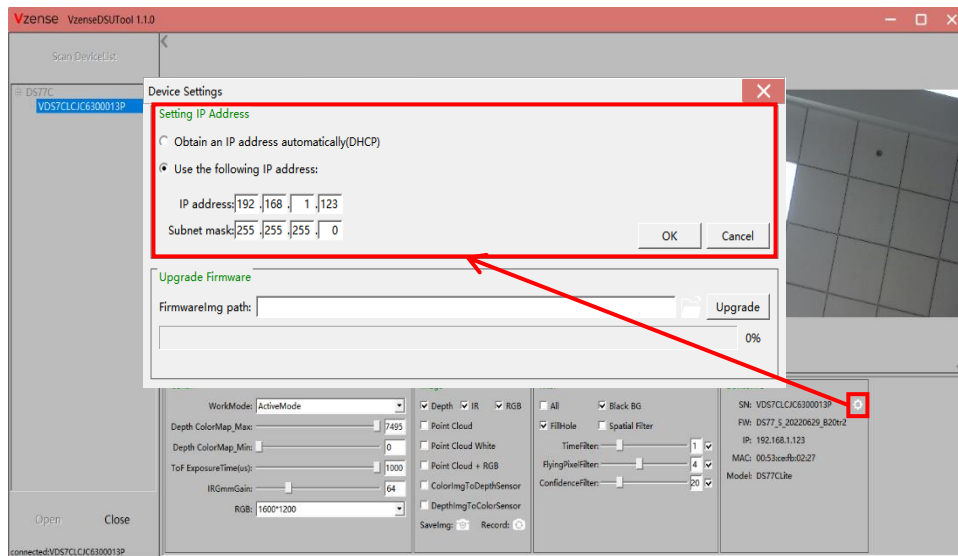 Vzense VzenseDSUTool 1.1.0
Scan DeviceList
DS77C
VDS7CLCJC6300013P
Device Settings
Setting IP Address
Obtain an IP address automatically(DHCP)
Use the following IP address:
IP address: 192 . 168 . 1 . 123
Subnet mask: 255 . 255 . 255 . 0
OK Cancel
Upgrade Firmware
FirmwareImg path: Upgrade
0%
WorkMode: ActiveMode
Depth ColorMap_Max: 7495
Depth ColorMap_Min: 0
ToF ExposureTime(us): 1000
IRGmmGain: 64
RGB: 1600*1200
Depth IR RGB
Point Cloud
Point Cloud White
Point Cloud + RGB
ColorImgToDepthSensor
DepthImgToColorSensor
SaveImg: Record:
All Black BG
FillHole Spatial Filter
TimeFilter: 1
FlyingPixelFilter: 4
ConfidenceFilter: 20
SN: VDS7CLCJC6300013P
FW: DS77_S_20220629_B20tr2
IP: 192.168.1.123
MAC: 00:53:ce:fb:02:27
Model: DS77CLite
Open Close
connected:VDS7CLCJC6300013P